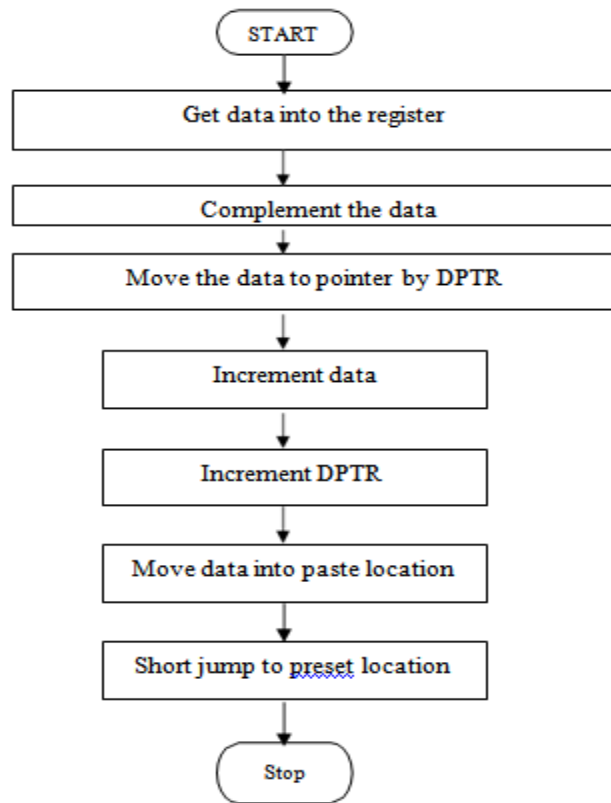 START
Get data into the register
Complement the data
Move the data to pointer by DPTR
Increment data
Increment DPTR
Move data into paste location
Short jump to preset location
Stop